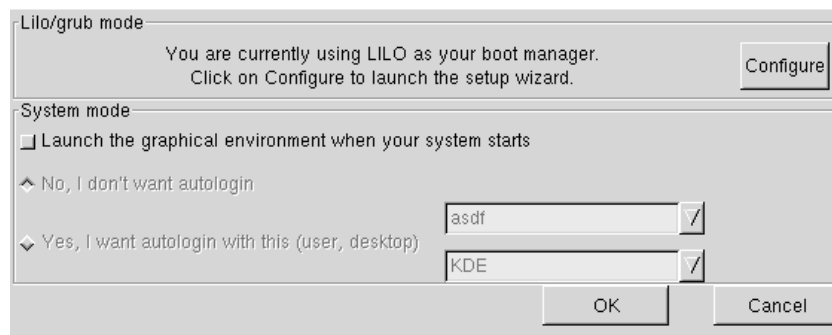 Lilo/grub mode
You are currently using LILO as your boot manager.
Click on Configure to launch the setup wizard.
Configure
System mode
Launch the graphical environment when your system starts
No, I don't want autologin
asdf
Yes, I want autologin with this (user, desktop)
KDE
OK
Cancel